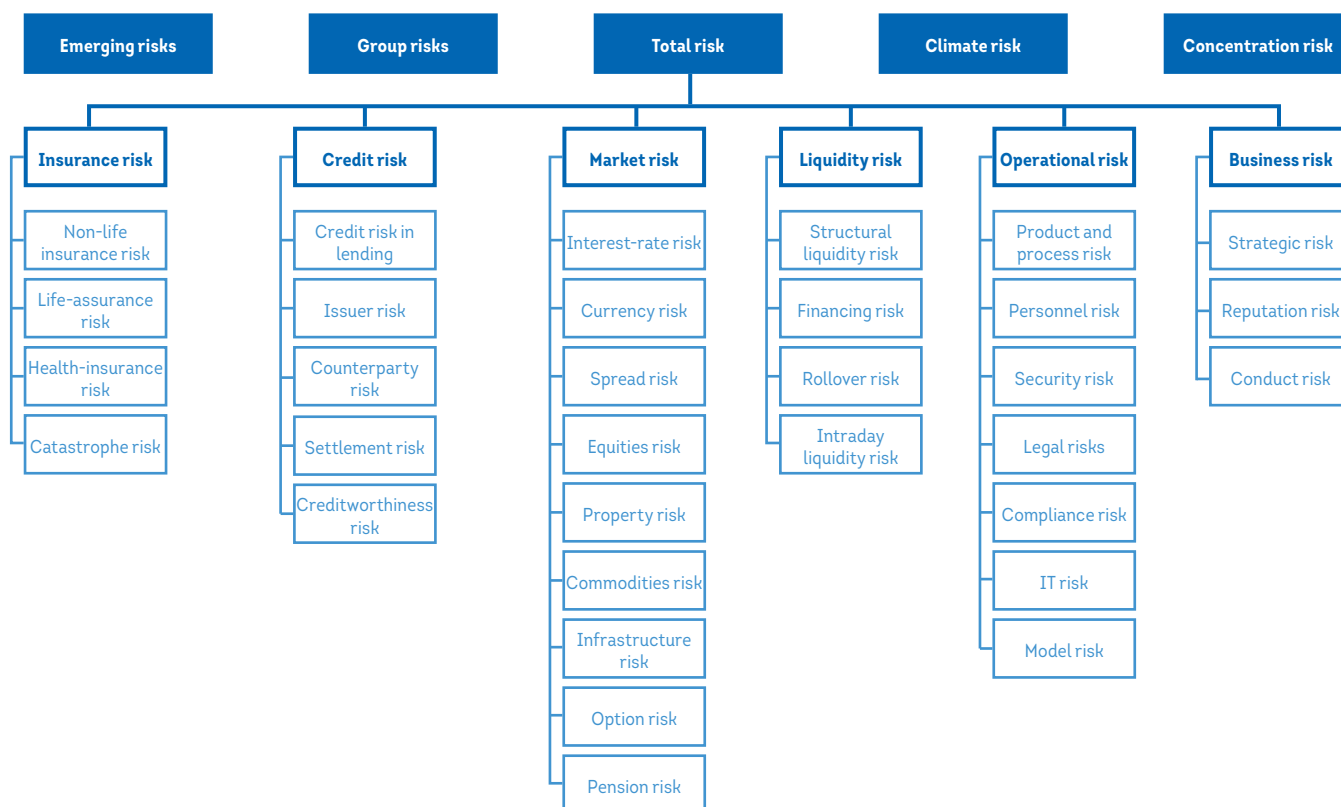 Emerging risks
Group risks
Total risk
Climate risk
Concentration risk
Insurance risk
Credit risk
Market risk
Liquidity risk
Operational risk
Business risk
Non-life
insurance risk
Life-assurance
risk
Health-insurance
risk
Catastrophe risk
Credit risk in
lending
Issuer risk
Counterparty
risk
Settlement risk
Creditworthiness
risk
Interest-rate risk
Currency risk
Spread risk
Equities risk
Property risk
Commodities risk
Infrastructure
risk
Option risk
Pension risk
Structural
liquidity risk
Financing risk
Rollover risk
Intraday
liquidity risk
Product and
process risk
Personnel risk
Security risk
Legal risks
Compliance risk
IT risk
Model risk
Strategic risk
Reputation risk
Conduct risk